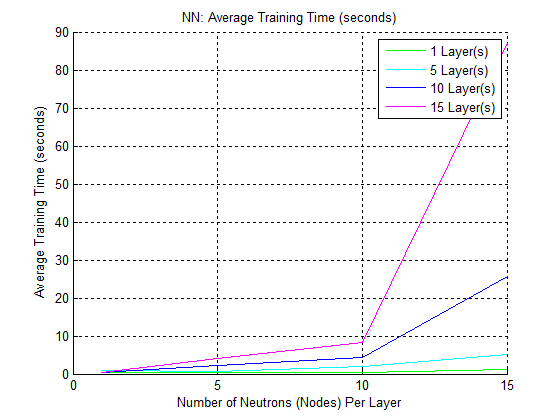 NN: Average Training Time (seconds)
90
80
70
60
50
40
30
20
10
0
Average Training Time (seconds)
1 Layer(s)
5 Layer(s)
10 Layer(s)
15 Layer(s)
0 5 10 15
Number of Neutrons (Nodes) Per Layer